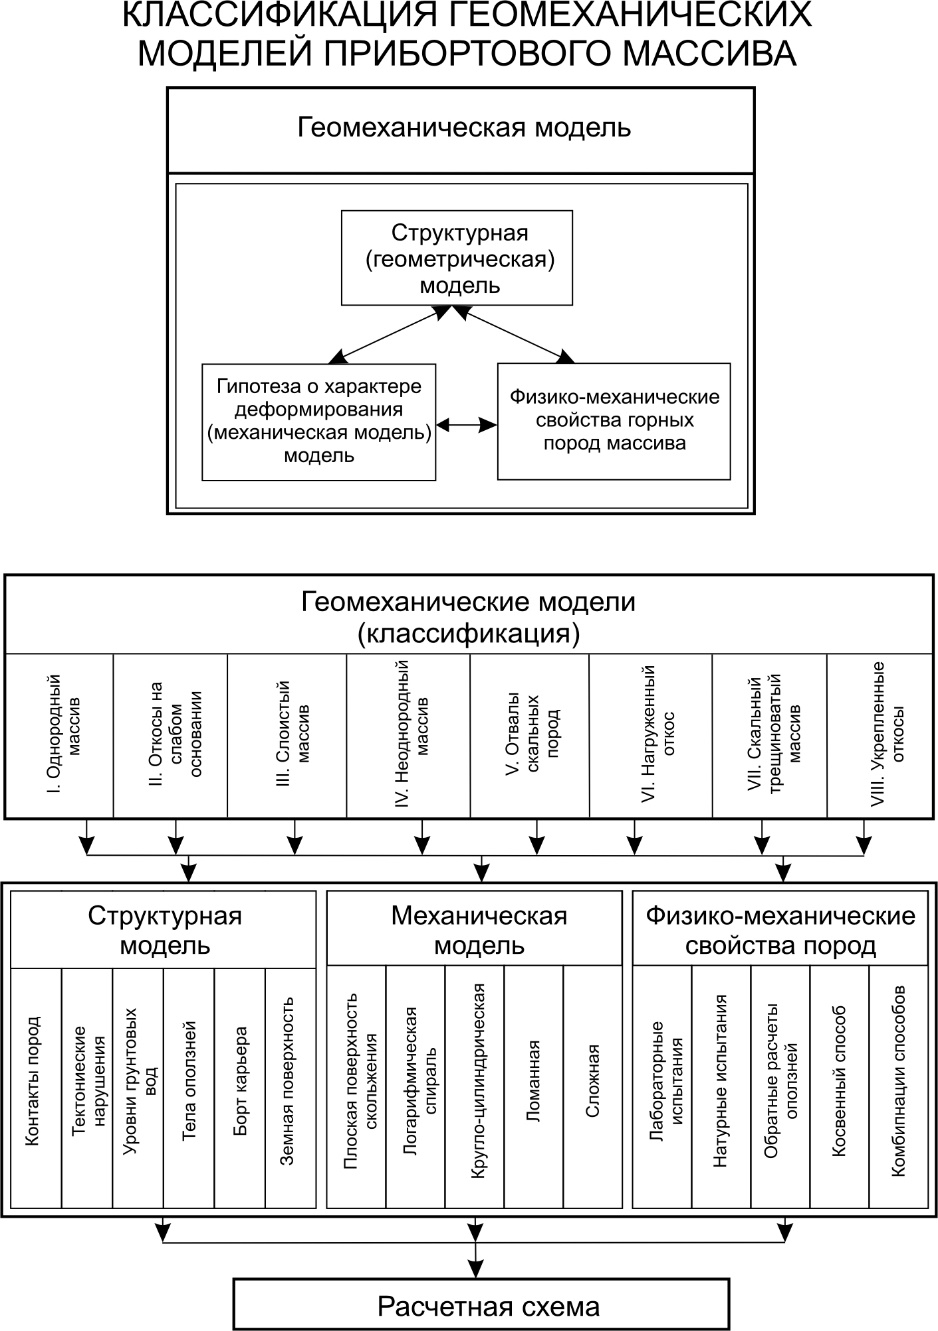 КЛАССИФИКАЦИЯ ГЕОМЕХАНИЧЕСКИХ
МОДЕЛЕЙ ПРИБОРТОВОГО МАССИВА
Геомеханическая модель
Структурная
(геометрическая)
модель
Гипотеза о характере
деформирования
(механическая модель)
модель
Физико-механические
свойства горных
пород массива
Геомеханические модели
(классификация)
I. Однородный
массив
II. Откосы на
слабом
основании
III. Слоистый
массив
IV. Неоднородный
массив
V. Отвалы
скальных
пород
VI. Нагруженный
откос
VII. Скальный
трещиноватый
массив
VIII. Укрепленные
откосы
Структурная
модель
Контакты пород
Тектониеские
нарушения
Уровни грунтовых
вод
Тела оползней
Борт карьера
Земная поверхность
Механическая
модель
Плоская поверхность
скольжения
Логарифмическая
спираль
Кругло-цилиндрическая
Ломанная
Сложная
Физико-механические
свойства пород
Лабораторные
испытания
Натурные испытания
Обратные расчеты
ополаней
Косвенный способ
Комбипнации способов
Расчетная схема